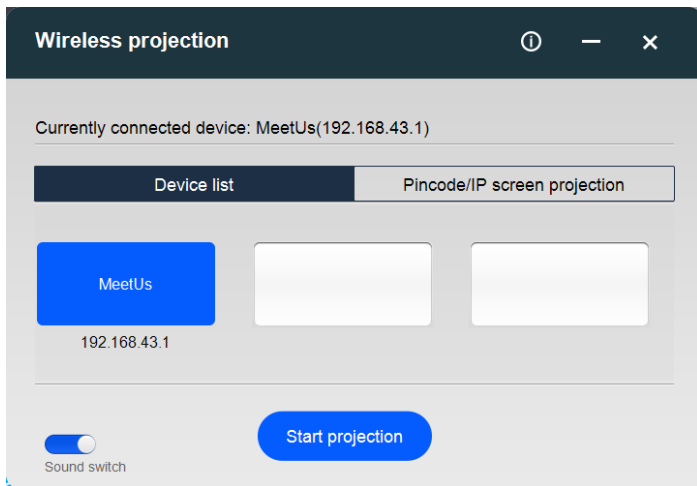 Wireless projection
Currently connected device: MeetUs(192.168.43.1)
Device list
Pincode/IP screen projection
MeetUs
192.168.43.1
Sound switch
Start projection